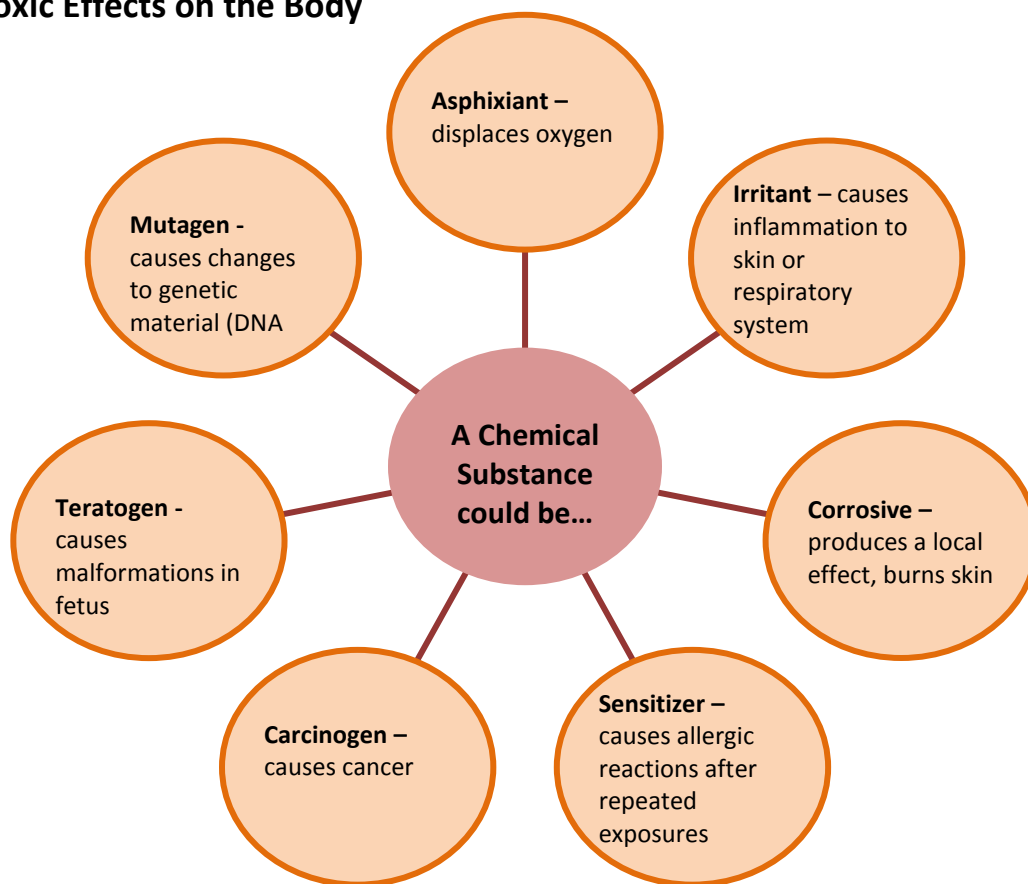 oxic Effects on the Body
Asphixiant –
displaces oxygen
Irritant – causes
inflammation to
skin or
respiratory
system
Corrosive –
produces a local
effect, burns skin
Sensitizer –
causes allergic
reactions after
repeated
exposures
Carcinogen –
causes cancer
Teratogen -
causes
malformations in
fetus
Mutagen -
causes changes
to genetic
material (DNA
A Chemical
Substance
could be…